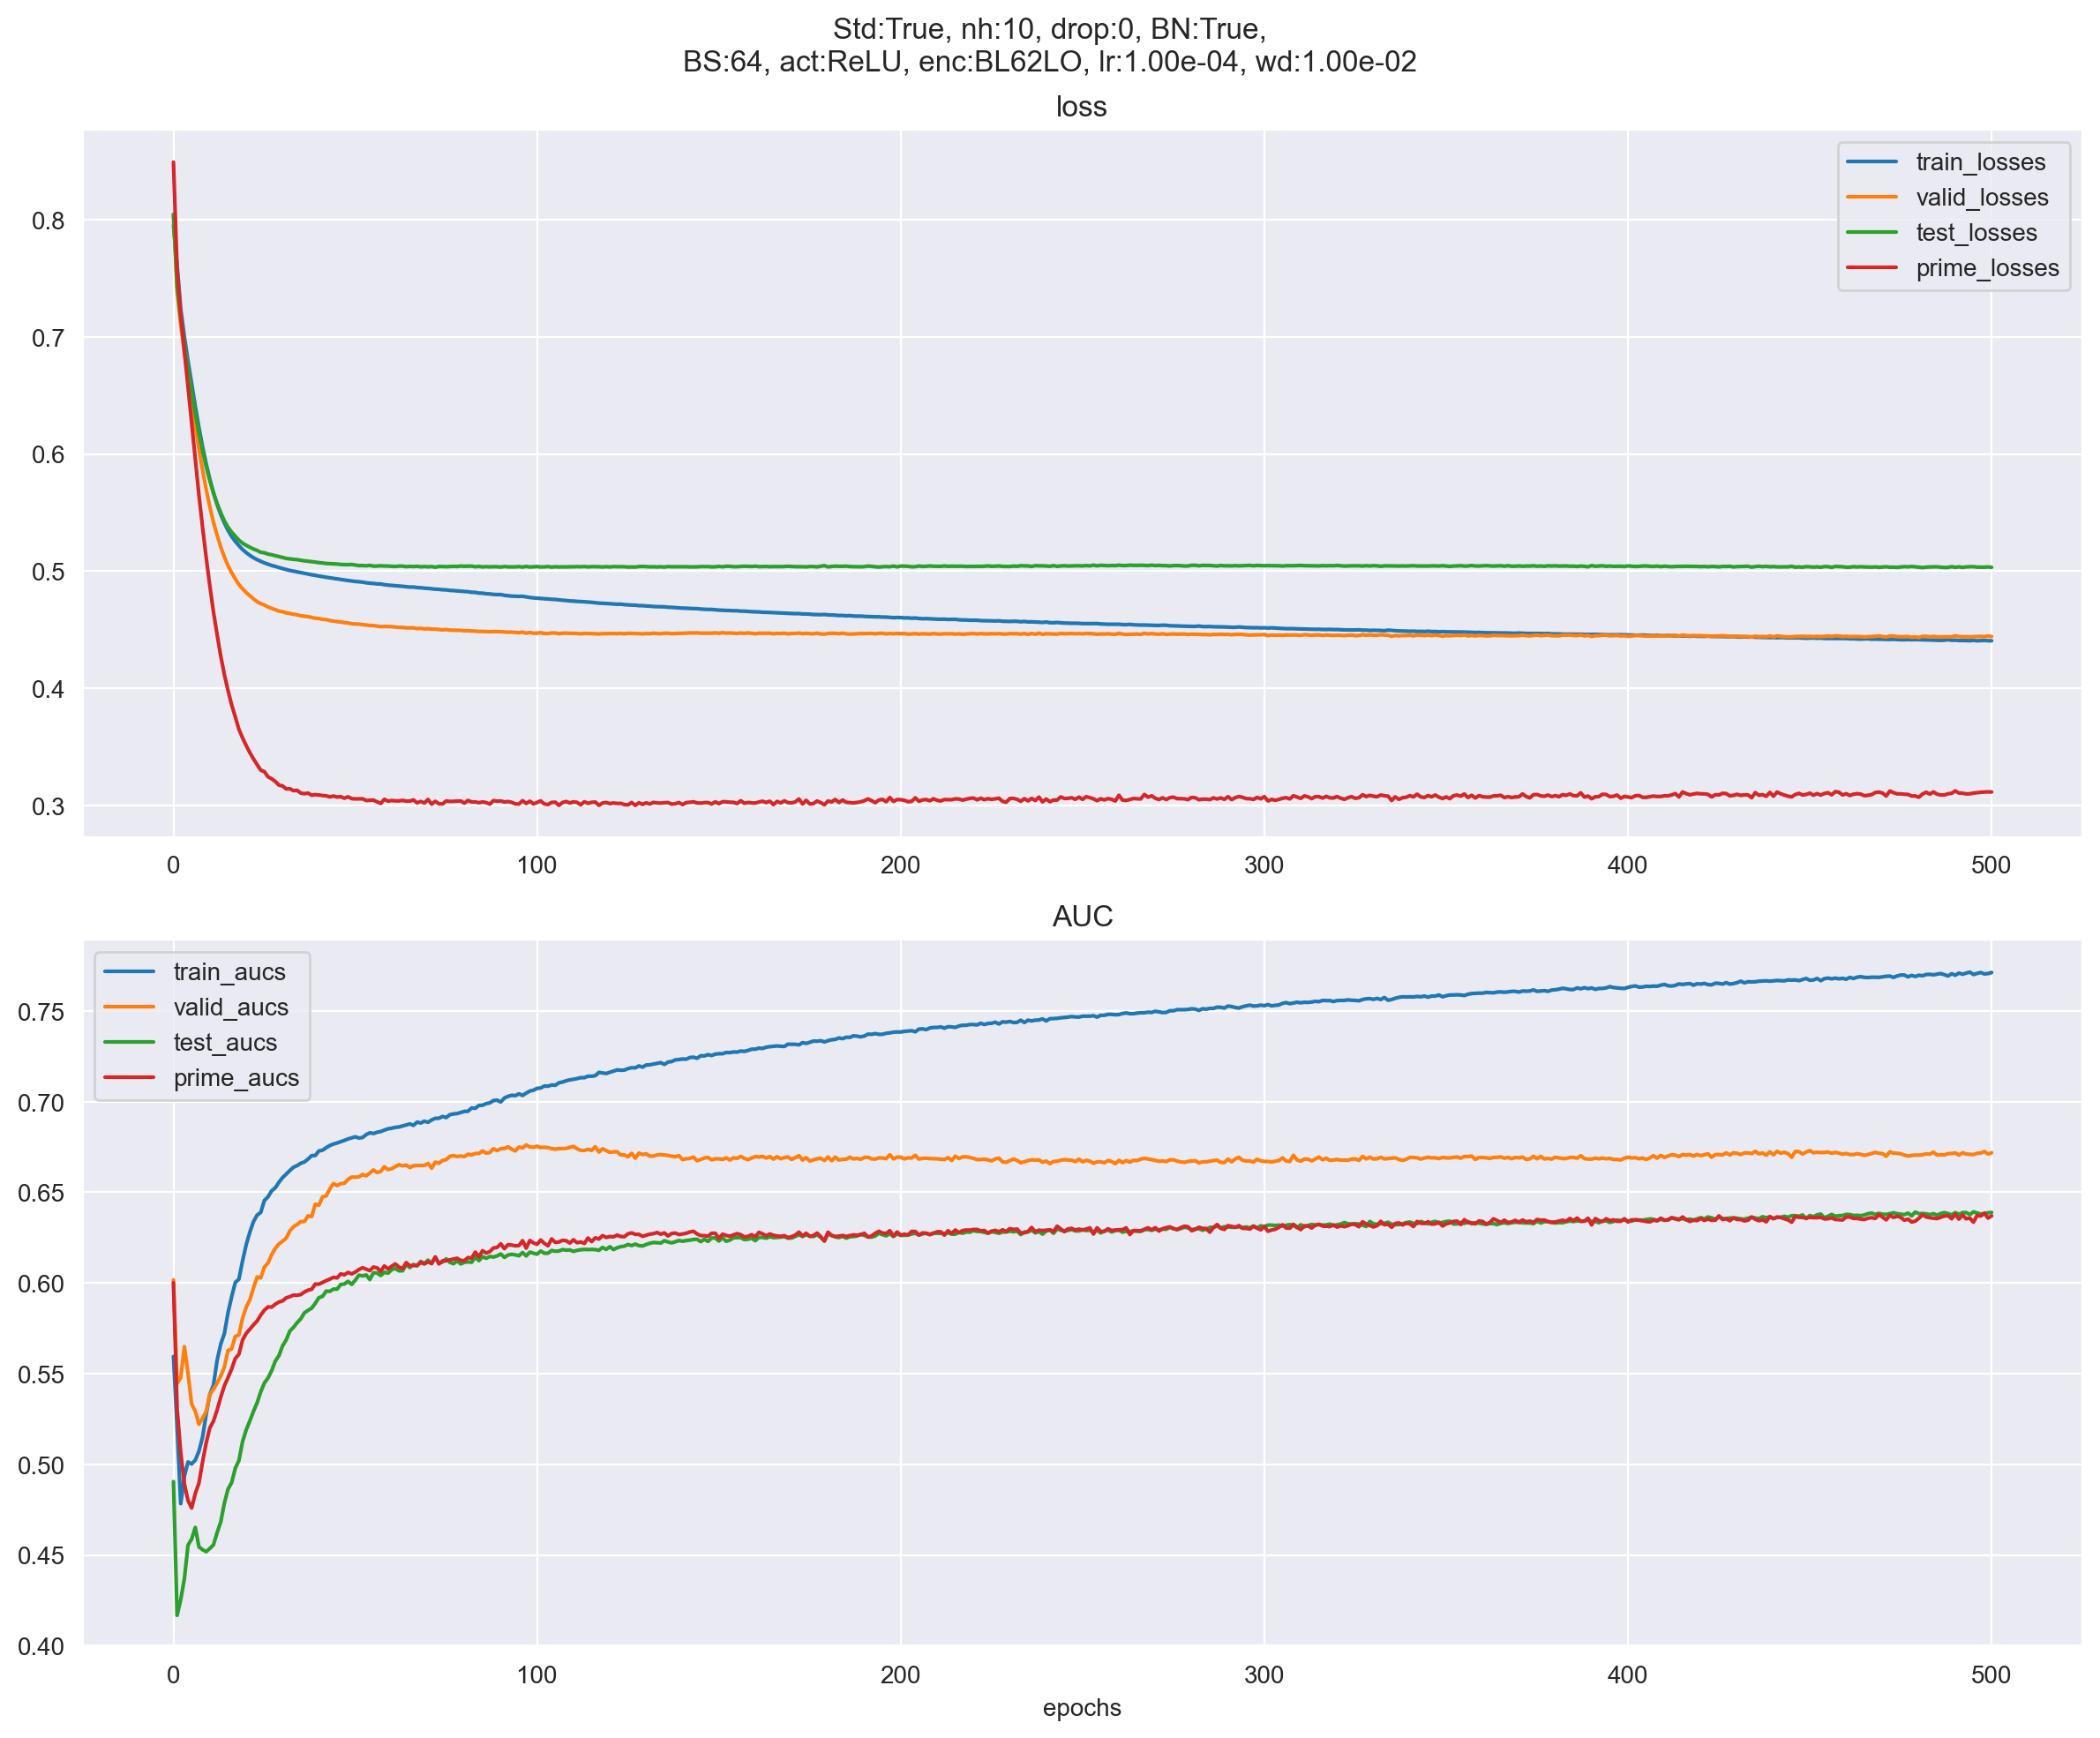 Std:True, nh:10, drop:0, BN:True,
BS:64, act:ReLU, enc:BL62LO, lr:1.00e-04, wd:1.00e-02
loss
train_losses
valid_losses
test_losses
prime_losses
0.8
0.7
0.6
0.5
0.4
0.3
0 100 200 300 400 500
AUC
train_aucs
valid_aucs
test_aucs
prime_aucs
0.75
0.70
0.65
0.60
0.55
0.50
0.45
0.40
0 100 200 300 400 500
epochs